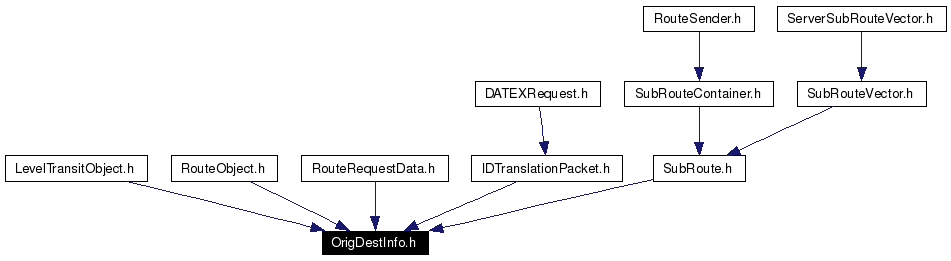 RouteSender.h
ServerSubRouteVector.h
DATEXRequest.h
SubRouteContainer.h
SubRouteVector.h
LevelTransitObject.h
RouteObject.h
RouteRequestData.h
IDTranslationPacket.h
SubRoute.h
OrigDestInfo.h